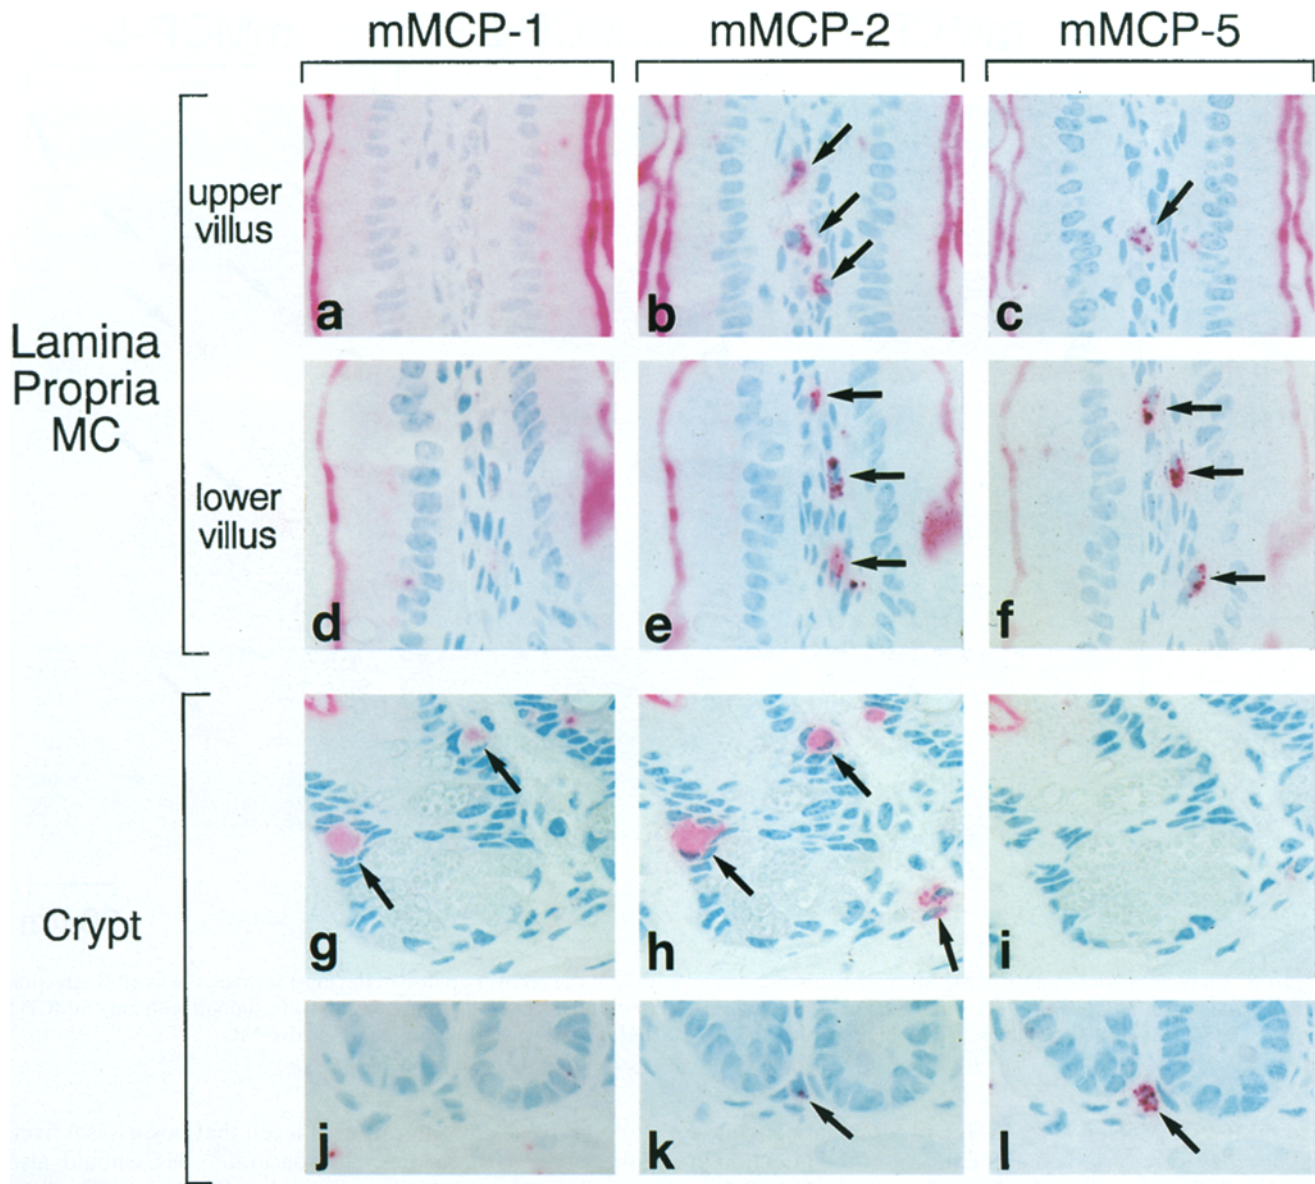 mMCP-1 mMCP-2 mMCP-5
upper
villus
a b c
Lamina
Propria
MC
lower
villus
d e f
Crypt
g h i
j k l